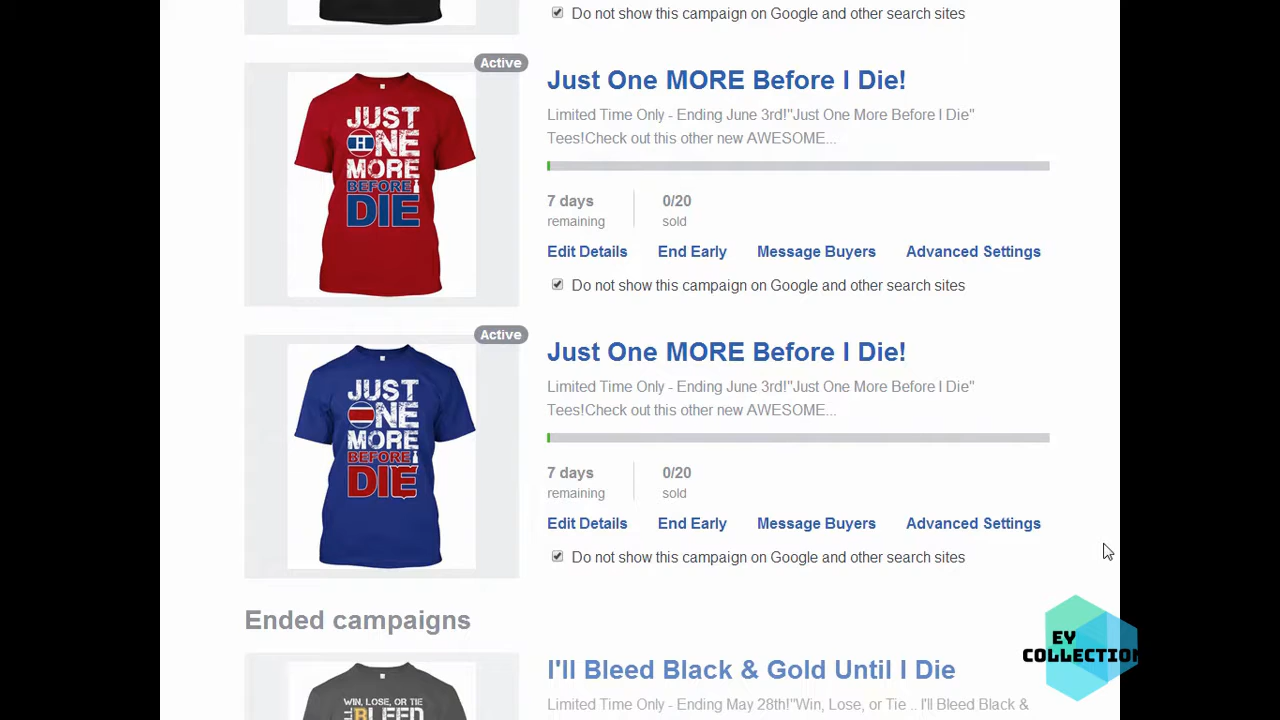 Do not show this campaign on Google and other search sites
Active
Just One MORE Before I Die!
Limited Time Only - Ending June 3rd!"Just One More Before I Die"
Tees!Check out this other new AWESOME...
JUST
ONE
MORE
BEFORE I
DIE
7 days
remaining
0/20
sold
Edit Details End Early Message Buyers Advanced Settings
Do not show this campaign on Google and other search sites
Active
Just One MORE Before I Die!
Limited Time Only - Ending June 3rd!"Just One More Before I Die"
Tees!Check out this other new AWESOME...
JUST
ONE
MORE
BEFORE I
DIE
7 days
remaining
0/20
sold
Edit Details End Early Message Buyers Advanced Settings
Do not show this campaign on Google and other search sites
Ended campaigns
I'll Bleed Black & Gold Until I Die
Limited Time Only - Ending May 28th!"Win, Lose, or Tie .. I'll Bleed Black &
WIN, LOSE, OR TIE
BLEED
EY
COLLECTION